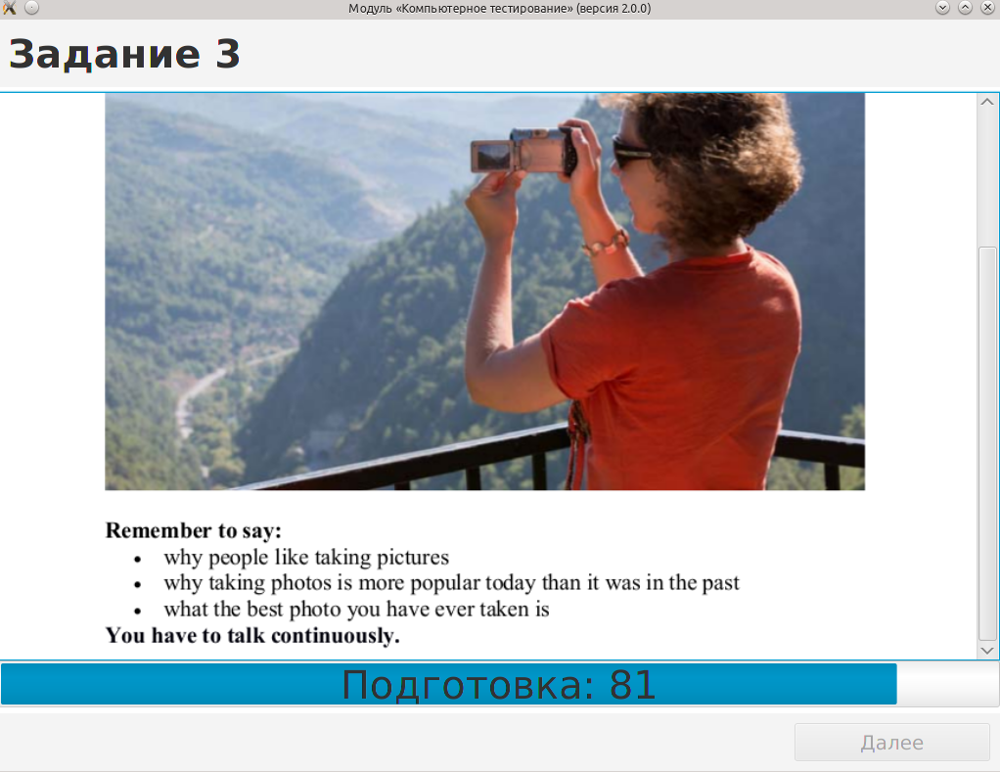 Модуль «Компьютерное тестирование» (версия 2.0.0)
Задание 3
Remember to say:
• why people like taking pictures
• why taking photos is more popular today than it was in the past
• what the best photo you have ever taken is
You have to talk continuously.
Подготовка: 81
Далее